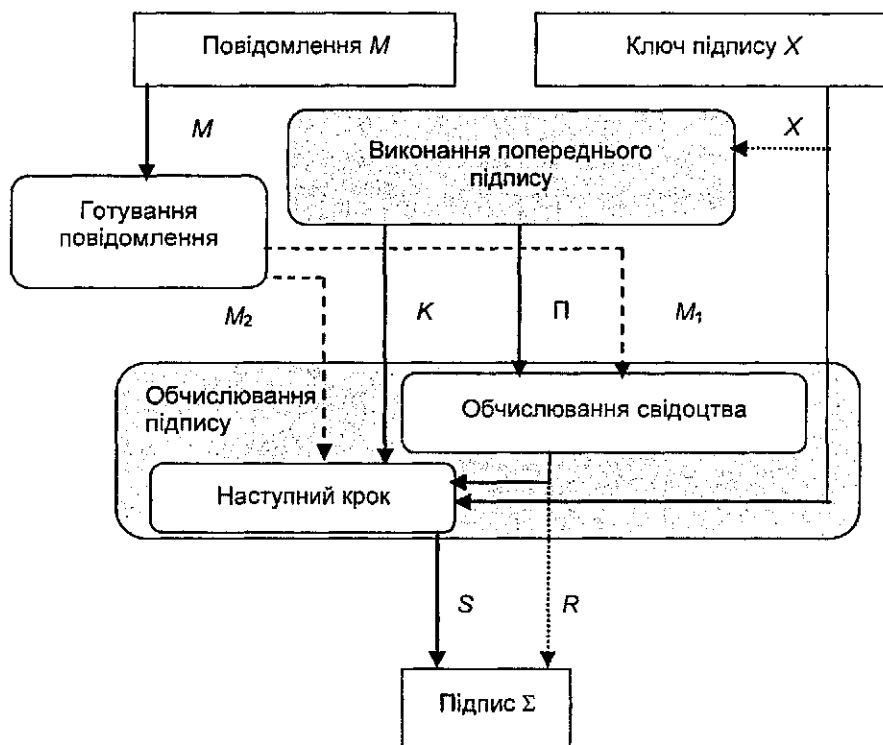 Повідомлення M
Ключ підпису X
M
X
Виконання попереднього
підпису
Готування
повідомлення
M₂
K
П
M₁
Обчислювання
підпису
Обчислювання свідоцтва
Наступний крок
S
R
Підпис Σ